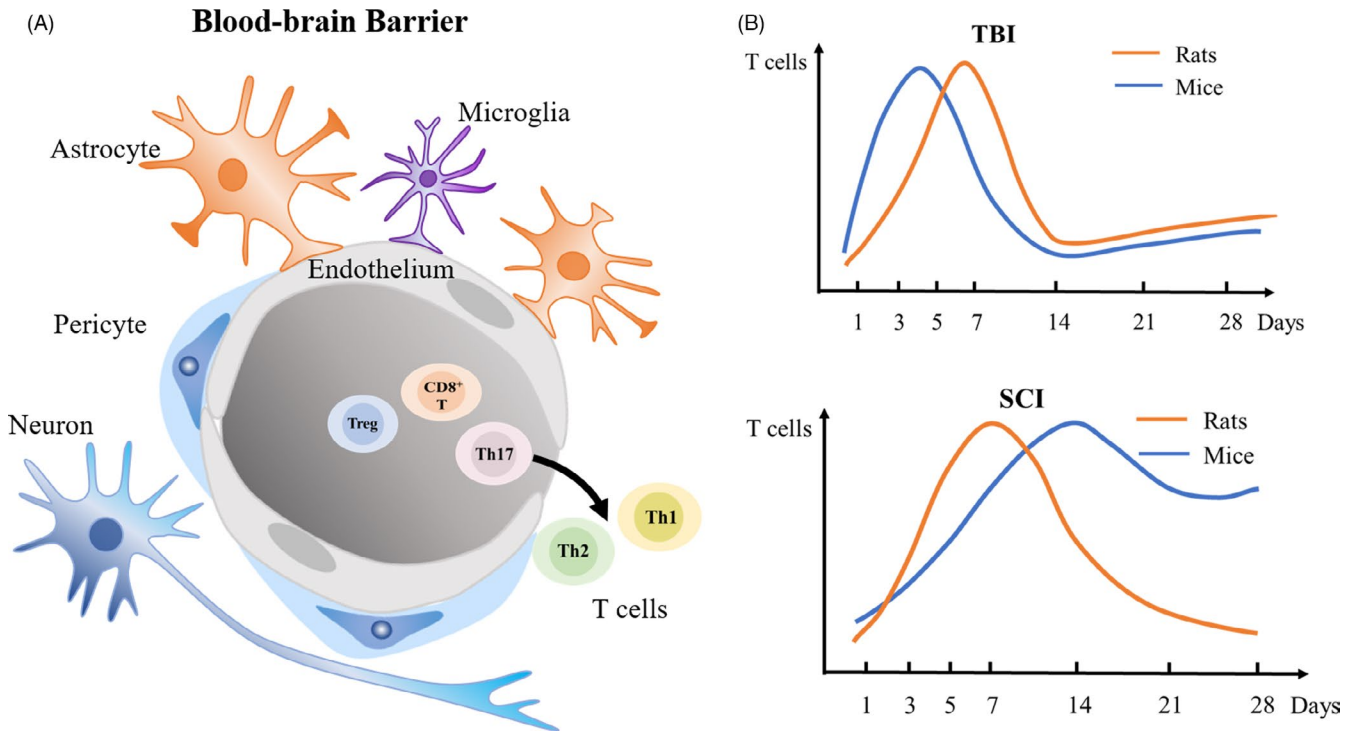 (A)
Blood-brain Barrier
Astrocyte
Microglia
Endothelium
Pericyte
Neuron
CD8+
T
Treg
Th17
Th1
Th2
T cells
(B)
TBI
T cells
Rats
Mice
1 3 5 7 14 21 28 Days
SCI
T cells
Rats
Mice
1 3 5 7 14 21 28 Days